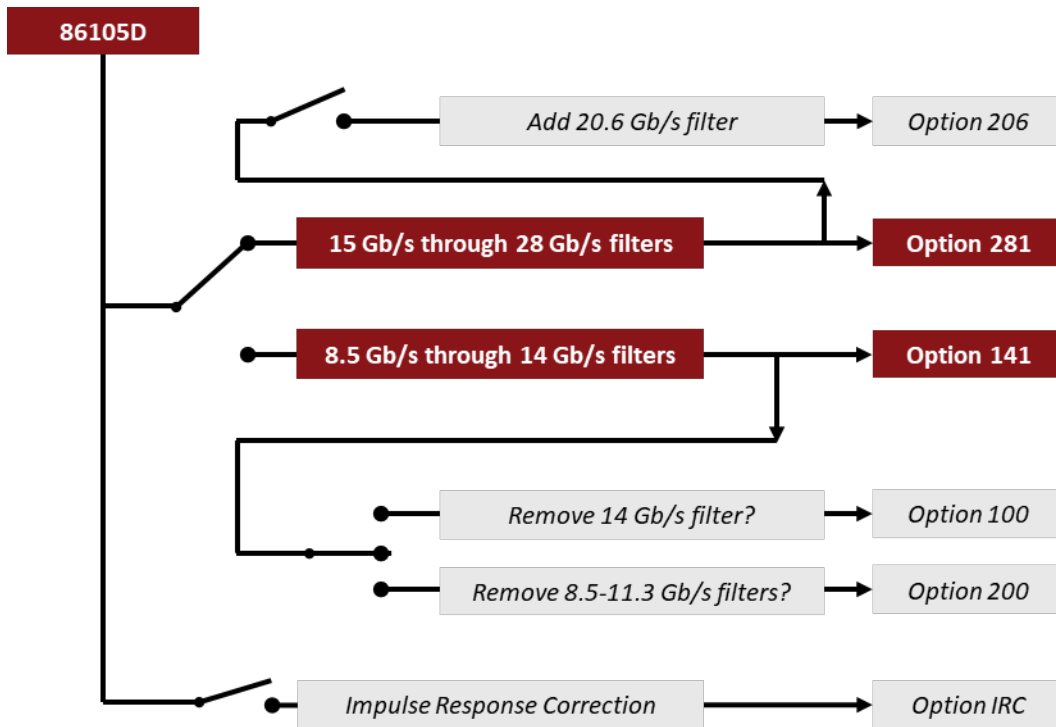 86105D
Add 20.6 Gb/s filter
Option 206
15 Gb/s through 28 Gb/s filters
Option 281
8.5 Gb/s through 14 Gb/s filters
Option 141
Remove 14 Gb/s filter?
Option 100
Remove 8.5-11.3 Gb/s filters?
Option 200
Impulse Response Correction
Option IRC